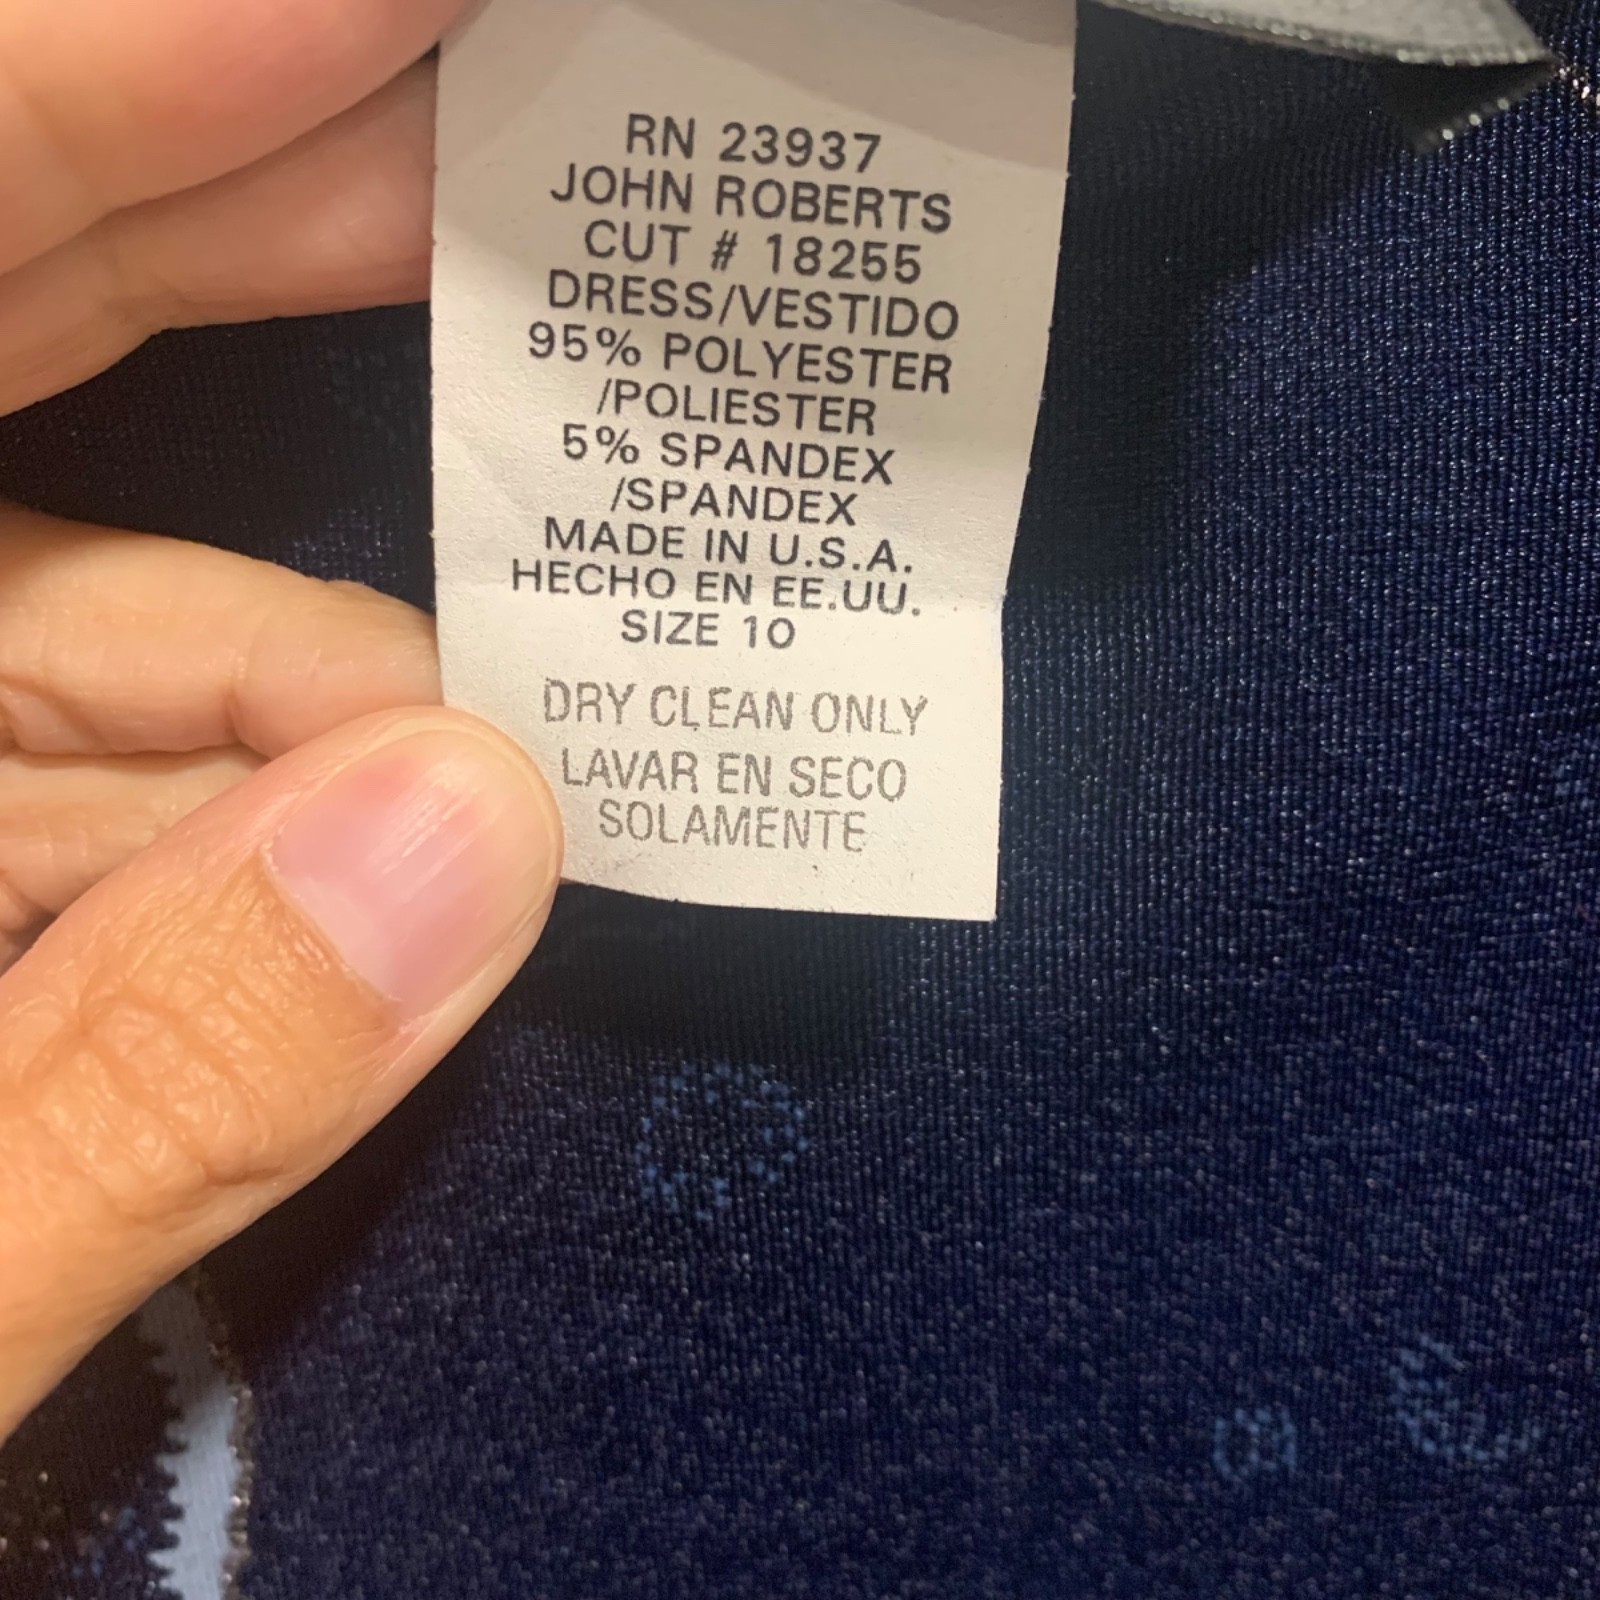 RN 23937
JOHN ROBERTS
CUT # 18255
DRESS/VESTIDO
95% POLYESTER
/POLIESTER
5% SPANDEX
/SPANDEX
MADE IN U.S.A.
HECHO EN EE.UU.
SIZE 10
DRY CLEAN ONLY
LAVAR EN SECO
SOLAMENTE